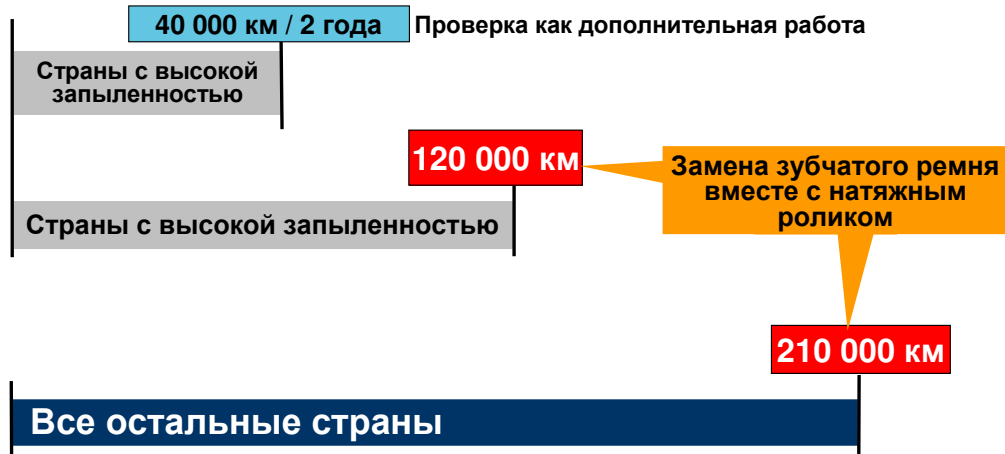 40 000 км / 2 года
Проверка как дополнительная работа
Страны с высокой
запыленностью
120 000 км
Замена зубчатого ремня
вместе с натяжным
роликом
Страны с высокой запыленностью
210 000 км
Все остальные страны